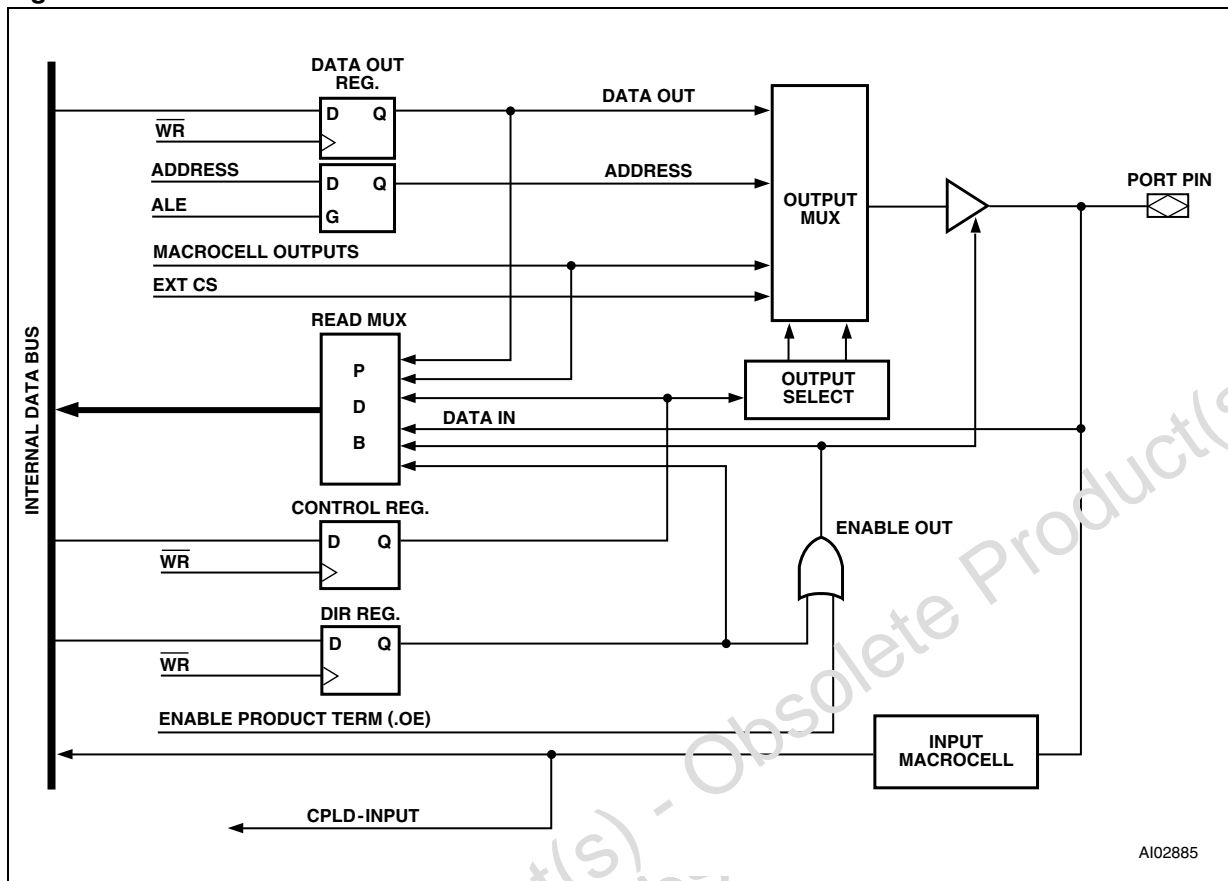 DATA OUT
REG.
D Q
WR
DATA OUT
ADDRESS
ALE
D Q
G
ADDRESS
OUTPUT
MUX
PORT PIN
MACROCELL OUTPUTS
EXT CS
READ MUX
P
D
B
OUTPUT
SELECT
DATA IN
INTERNAL DATA BUS
CONTROL REG.
D Q
WR
ENABLE OUT
DIR REG.
D Q
WR
ENABLE PRODUCT TERM (.OE)
INPUT
MACROCELL
CPLD-INPUT
AI02885
t(s) - Obsolete Product(s